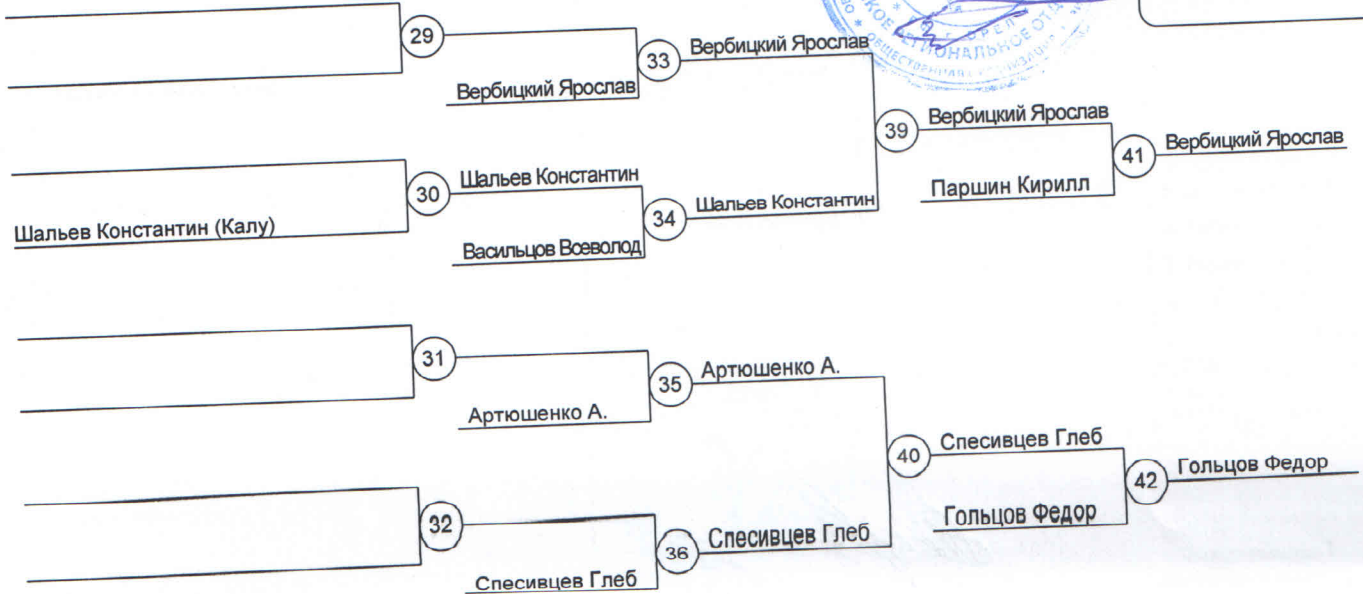 29
33
Вербицкий Ярослав
Вербицкий Ярослав
39
Вербицкий Ярослав
41
Вербицкий Ярослав
Паршин Кирилл
30
Шальев Константин
Шальев Константин (Калу)
34
Шальев Константин
Васильцов Всеволод
31
35
Артюшенко А.
Артюшенко А.
40
Спесивцев Глеб
42
Гольцов Федор
Гольцов Федор
32
36
Спесивцев Глеб
Спесивцев Глеб